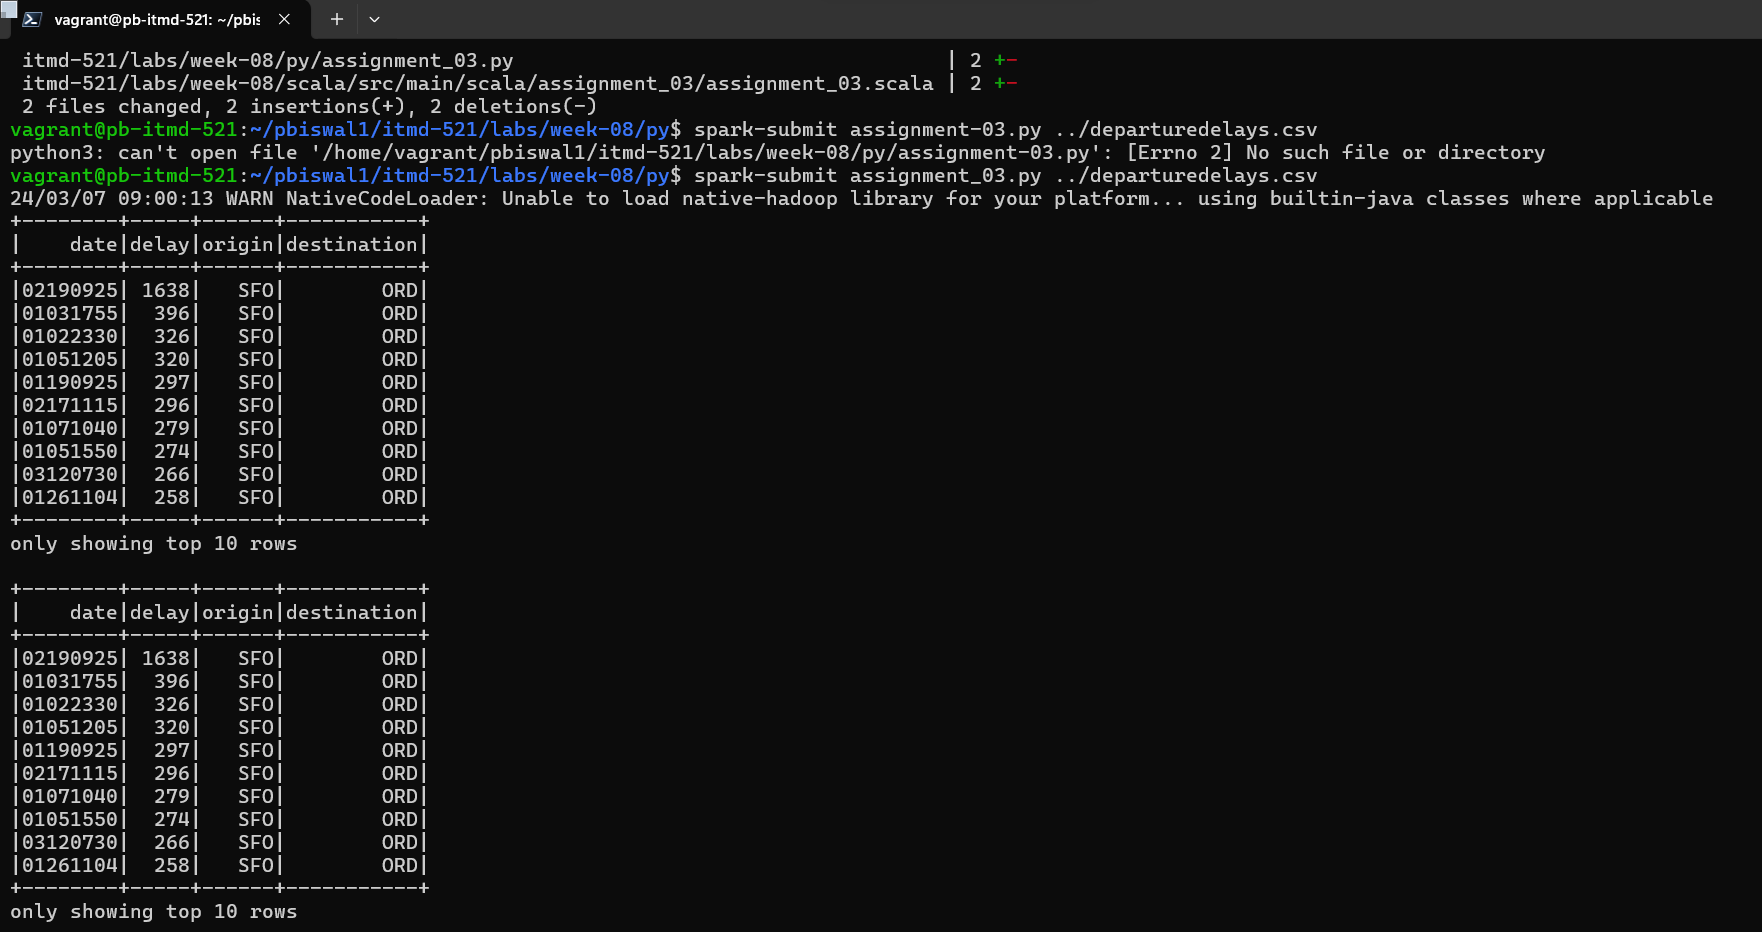 vagrant@pb-itmd-521: ~/pbis
 itmd-521/labs/week-08/py/assignment_03.py                                    | 2 +-
 itmd-521/labs/week-08/scala/src/main/scala/assignment_03/assignment_03.scala | 2 +-
 2 files changed, 2 insertions(+), 2 deletions(-)
vagrant@pb-itmd-521:~/pbiswal1/itmd-521/labs/week-08/py$ spark-submit assignment-03.py ../departuredelays.csv
python3: can't open file '/home/vagrant/pbiswal1/itmd-521/labs/week-08/py/assignment-03.py': [Errno 2] No such file or directory
vagrant@pb-itmd-521:~/pbiswal1/itmd-521/labs/week-08/py$ spark-submit assignment_03.py ../departuredelays.csv
24/03/07 09:00:13 WARN NativeCodeLoader: Unable to load native-hadoop library for your platform... using builtin-java classes where applicable
+--------+-----+------+-----------+
|    date|delay|origin|destination|
+--------+-----+------+-----------+
|02190925| 1638|   SFO|        ORD|
|01031755|  396|   SFO|        ORD|
|01022330|  326|   SFO|        ORD|
|01051205|  320|   SFO|        ORD|
|01190925|  297|   SFO|        ORD|
|02171115|  296|   SFO|        ORD|
|01071040|  279|   SFO|        ORD|
|01051550|  274|   SFO|        ORD|
|03120730|  266|   SFO|        ORD|
|01261104|  258|   SFO|        ORD|
+--------+-----+------+-----------+
only showing top 10 rows

+--------+-----+------+-----------+
|    date|delay|origin|destination|
+--------+-----+------+-----------+
|02190925| 1638|   SFO|        ORD|
|01031755|  396|   SFO|        ORD|
|01022330|  326|   SFO|        ORD|
|01051205|  320|   SFO|        ORD|
|01190925|  297|   SFO|        ORD|
|02171115|  296|   SFO|        ORD|
|01071040|  279|   SFO|        ORD|
|01051550|  274|   SFO|        ORD|
|03120730|  266|   SFO|        ORD|
|01261104|  258|   SFO|        ORD|
+--------+-----+------+-----------+
only showing top 10 rows